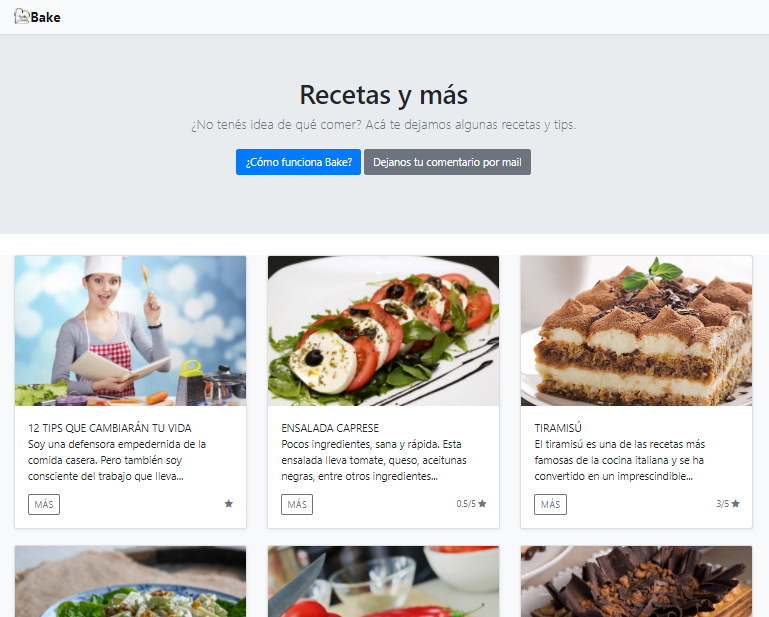 Bake
Recetas y más
¿No tenés idea de qué comer? Acá te dejamos algunas recetas y tips.
¿Cómo funciona Bake?
Dejanos tu comentario por mail
12 TIPS QUE CAMBIARÁN TU VIDA
Soy una defensora empedernida de la
comida casera. Pero también soy
consciente del trabajo que lleva...
MÁS
ENSALADA CAPRESE
Pocos ingredientes, sana y rápida. Esta
ensalada lleva tomate, queso, aceitunas
negras, entre otros ingredientes...
MÁS
0.5/5
TIRAMISÚ
El tiramisú es una de las recetas más
famosas de la cocina italiana y se ha
convertido en un imprescindible...
MÁS
3/5